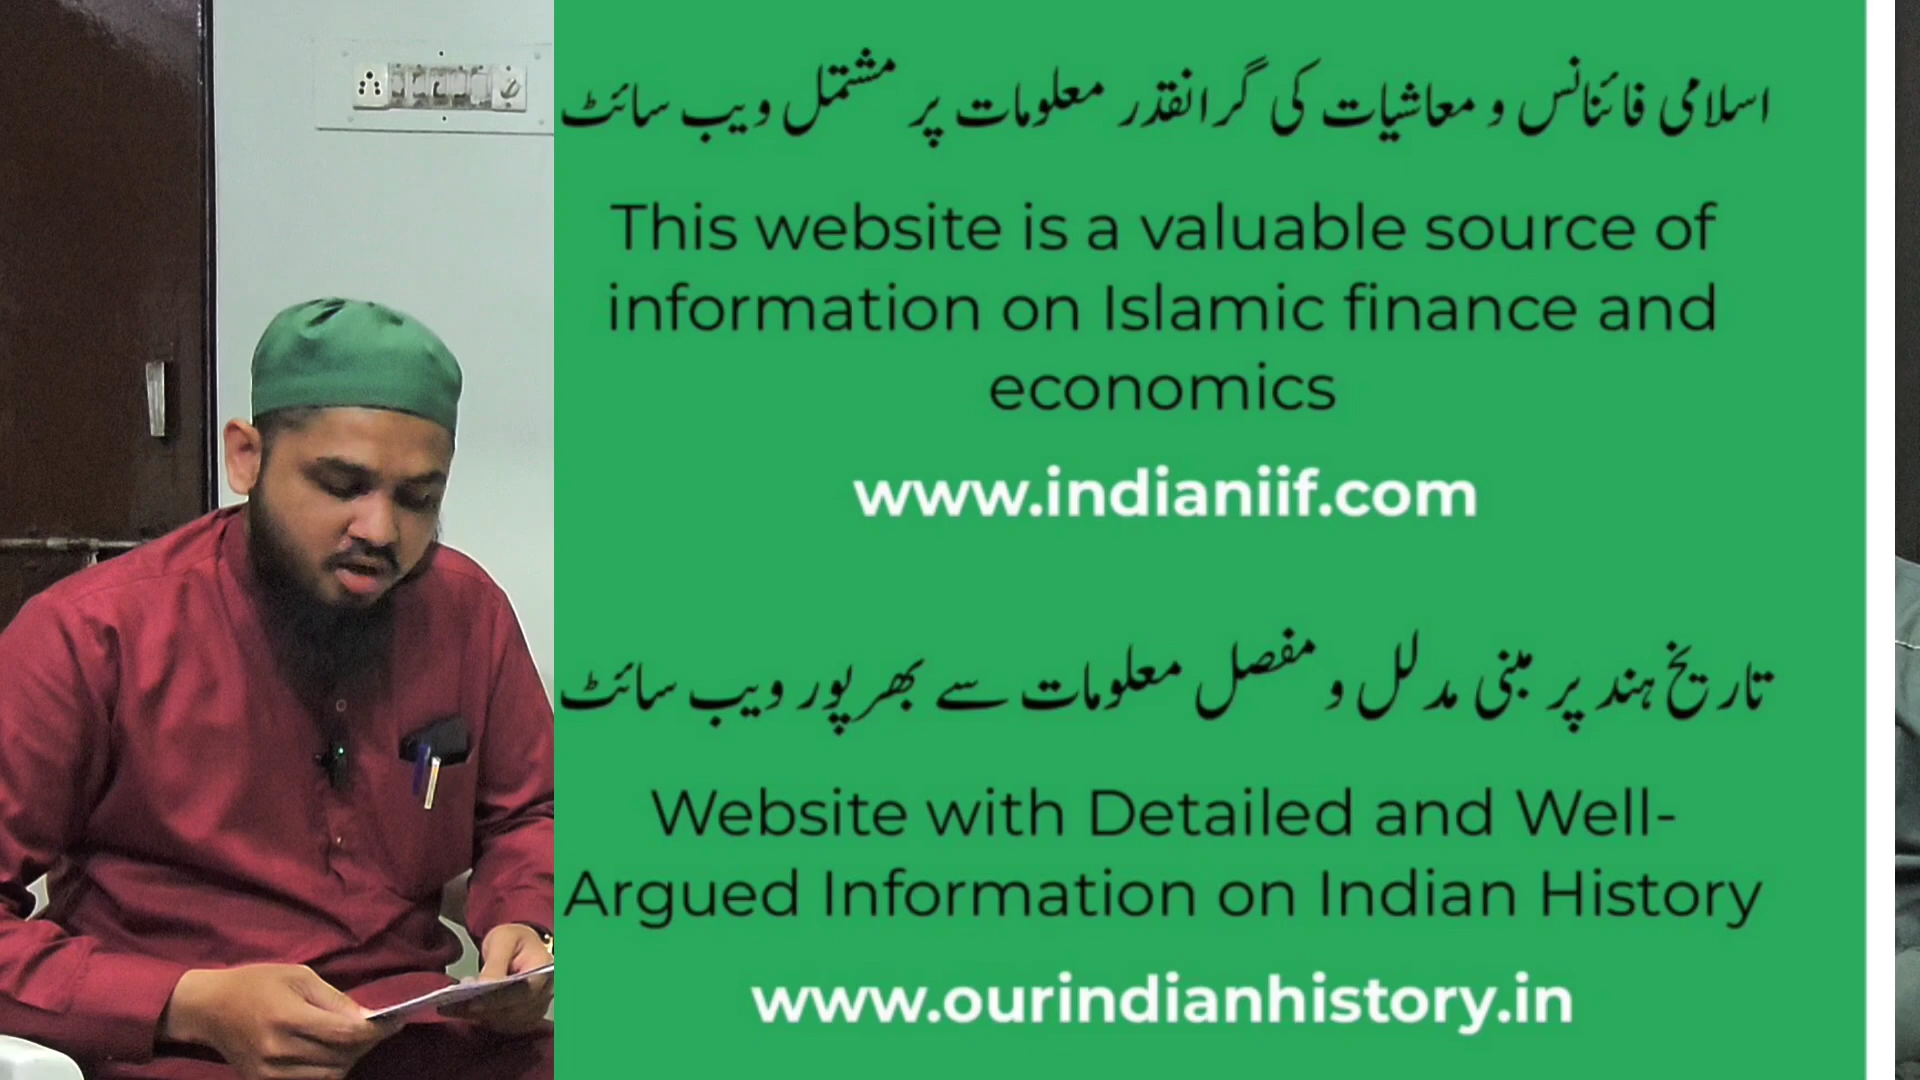 اسلامی فائنانس و معاشیات کی گرانقدر معلومات پر مشتمل ویب سائٹ
This website is a valuable source of
information on Islamic finance and
economics
www.indianiif.com
تاریخ ہند پر مبنی مدلل و مفصل معلومات سے بھرپور ویب سائٹ
Website with Detailed and Well-
Argued Information on Indian History
www.ourindianhistory.in